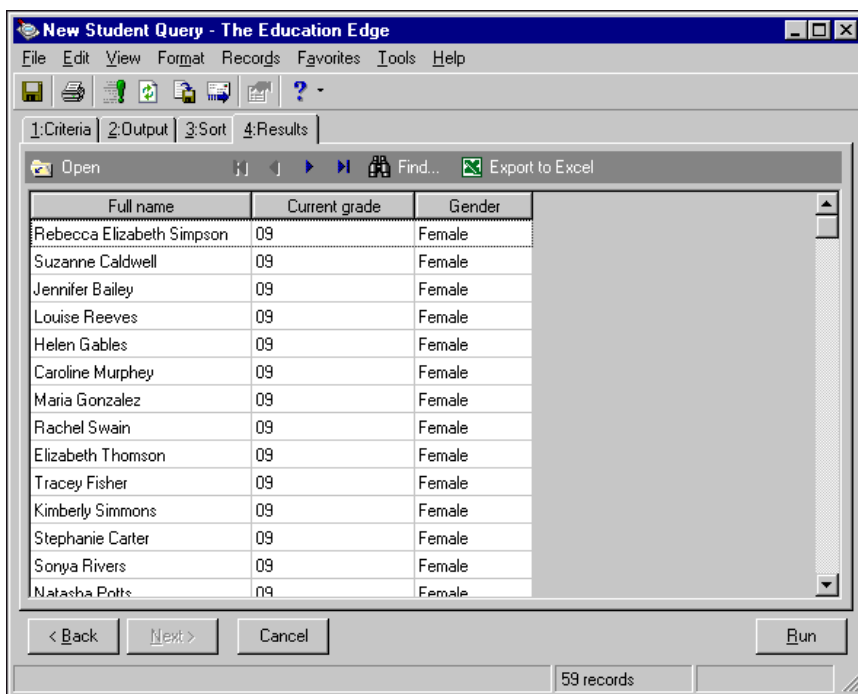 New Student Query - The Education Edge
File Edit View Format Records Favorites Tools Help
? 
1:Criteria 2:Output 3:Sort 4:Results
Open Find... Export to Excel
Full name Current grade Gender
Rebecca Elizabeth Simpson 09 Female
Suzanne Caldwell 09 Female
Jennifer Bailey 09 Female
Louise Reeves 09 Female
Helen Gables 09 Female
Caroline Murphey 09 Female
Maria Gonzalez 09 Female
Rachel Swain 09 Female
Elizabeth Thomson 09 Female
Tracey Fisher 09 Female
Kimberly Simmons 09 Female
Stephanie Carter 09 Female
Sonya Rivers 09 Female
Natasha Potts 09 Female
< Back Next > Cancel Run
59 records